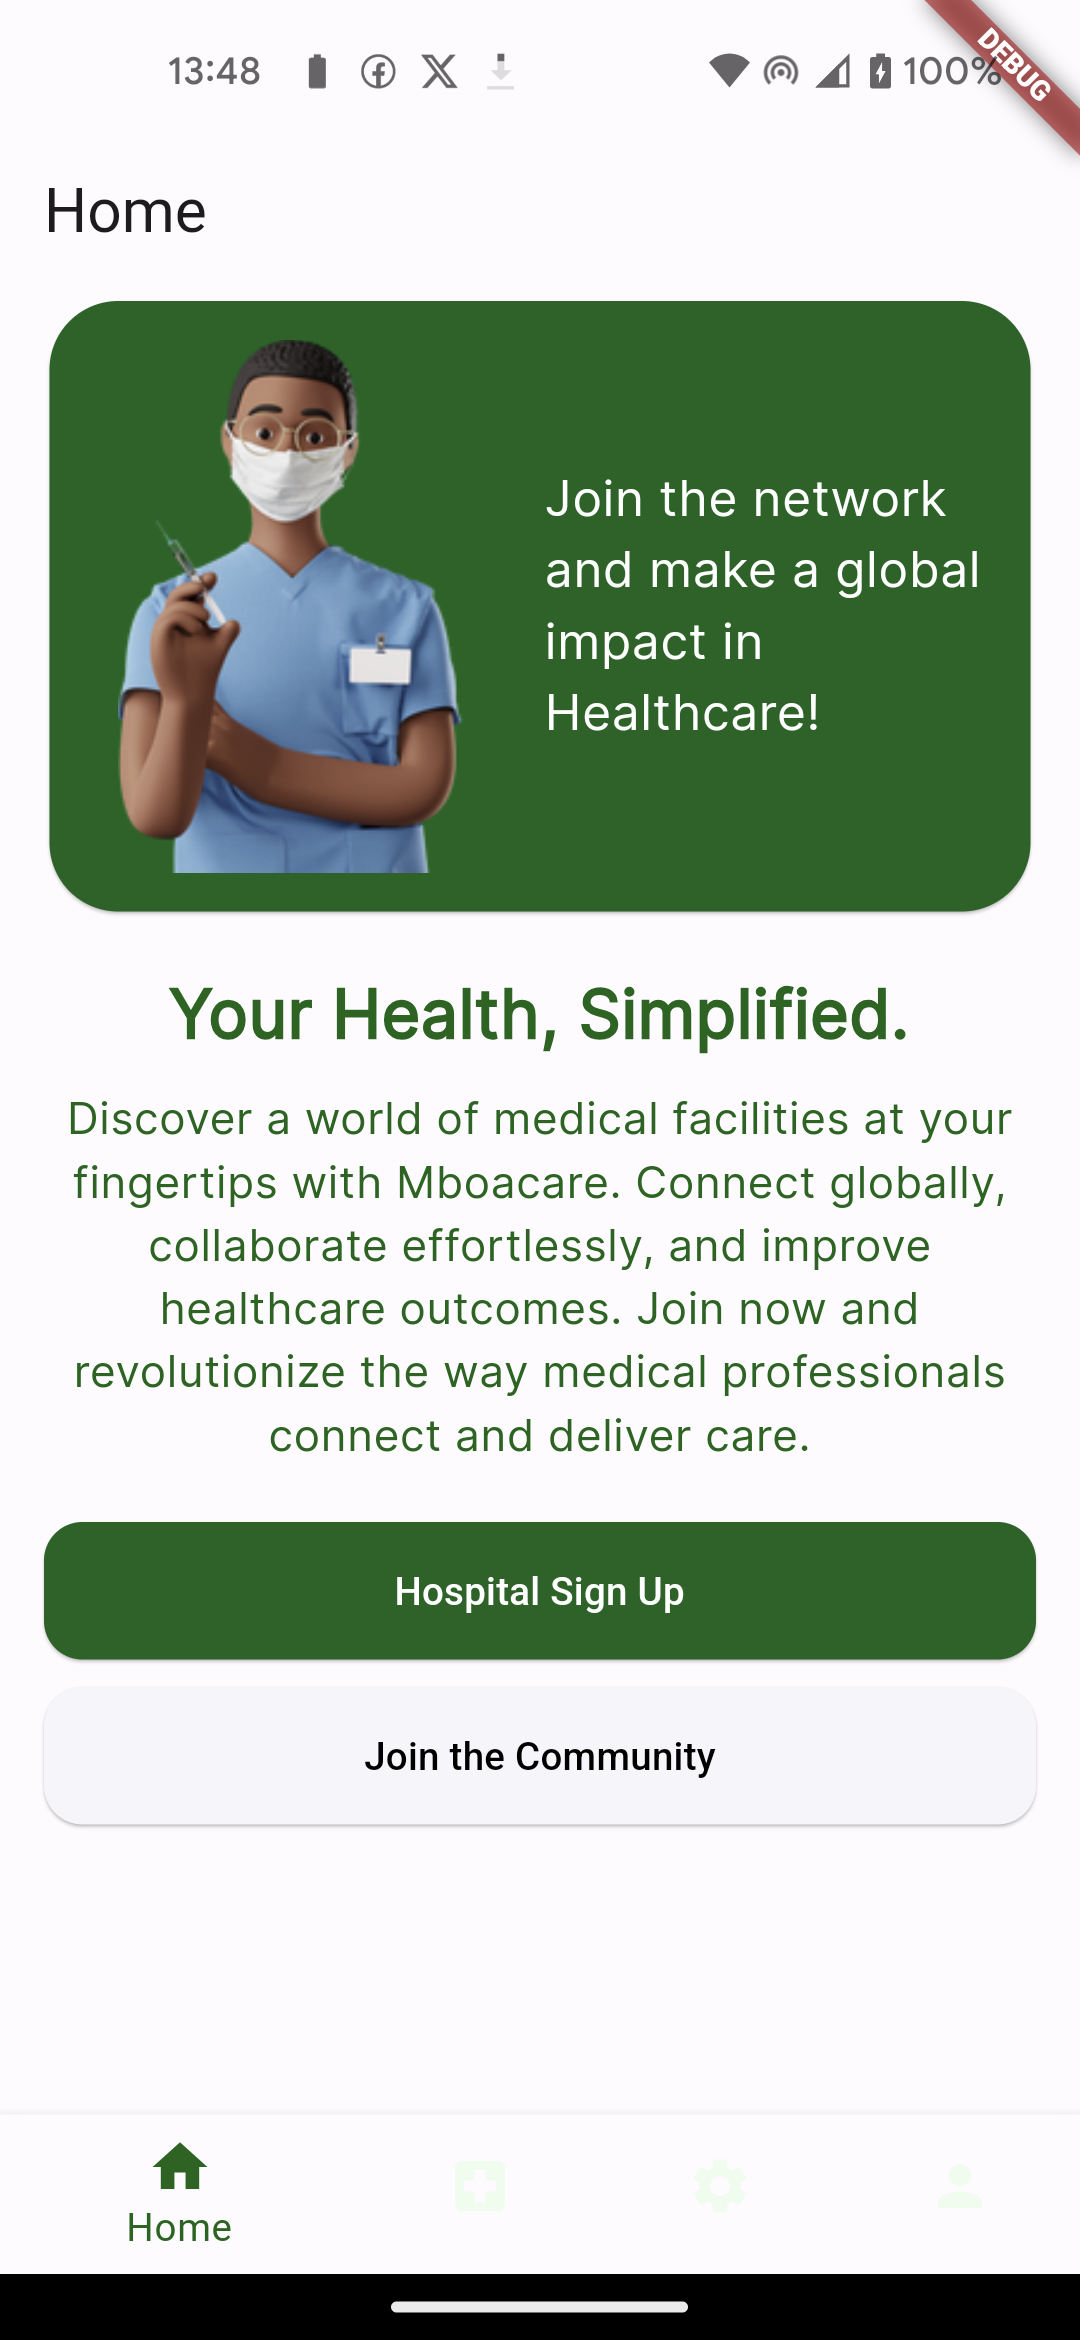 13:48
100%
DEBUG
Home
Join the network
and make a global
impact in
Healthcare!
Your Health, Simplified.
Discover a world of medical facilities at your
fingertips with Mboacare. Connect globally,
collaborate effortlessly, and improve
healthcare outcomes. Join now and
revolutionize the way medical professionals
connect and deliver care.
Hospital Sign Up
Join the Community
Home